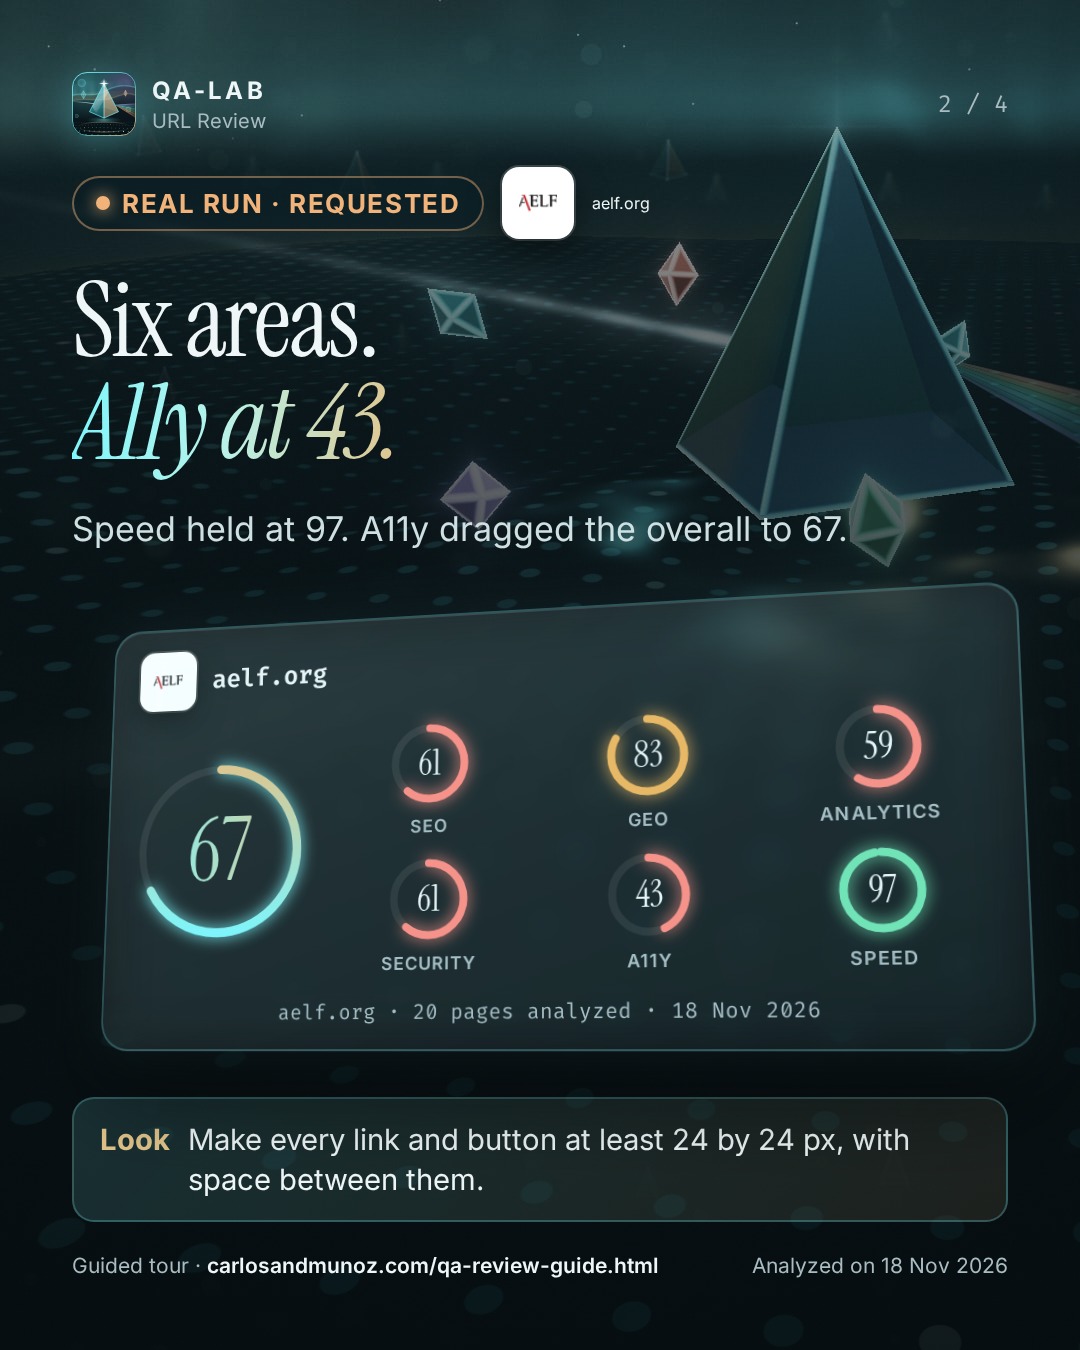 QA-LAB
URL Review
2 / 4
REAL RUN · REQUESTED
AELF
aelf.org
Six areas.
A11y at 43.
Speed held at 97. A11y dragged the overall to 67.
AELF
aelf.org
67
61
SEO
83
GEO
59
ANALYTICS
61
SECURITY
43
A11Y
97
SPEED
aelf.org · 20 pages analyzed · 18 Nov 2026
Look Make every link and button at least 24 by 24 px, with
space between them.
Guided tour · carlosandmunoz.com/qa-review-guide.html
Analyzed on 18 Nov 2026